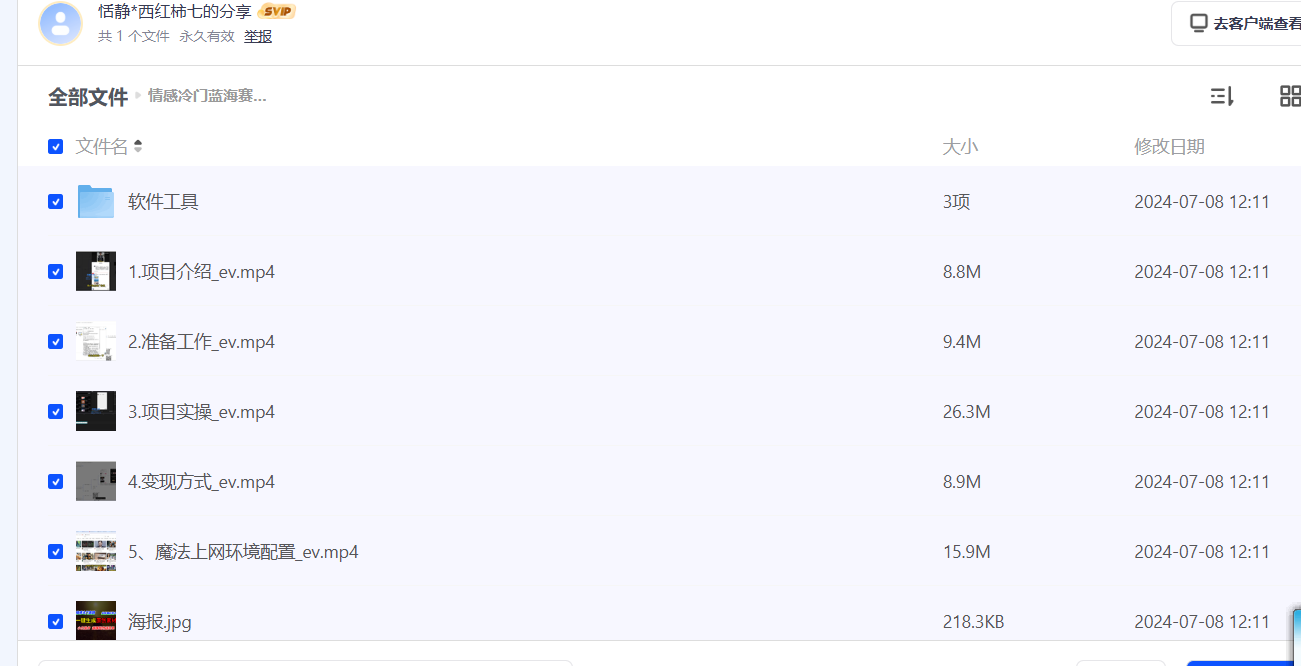 恬静*西红柿七的分享 SVIP
共 1 个文件 永久有效 举报
去客户端查看
全部文件 情感冷门蓝海赛...
文件名 大小 修改日期
软件工具 3项 2024-07-08 12:11
1.项目介绍_ev.mp4 8.8M 2024-07-08 12:11
2.准备工作_ev.mp4 9.4M 2024-07-08 12:11
3.项目实操_ev.mp4 26.3M 2024-07-08 12:11
4.变现方式_ev.mp4 8.9M 2024-07-08 12:11
5、魔法上网环境配置_ev.mp4 15.9M 2024-07-08 12:11
海报.jpg 218.3KB 2024-07-08 12:11